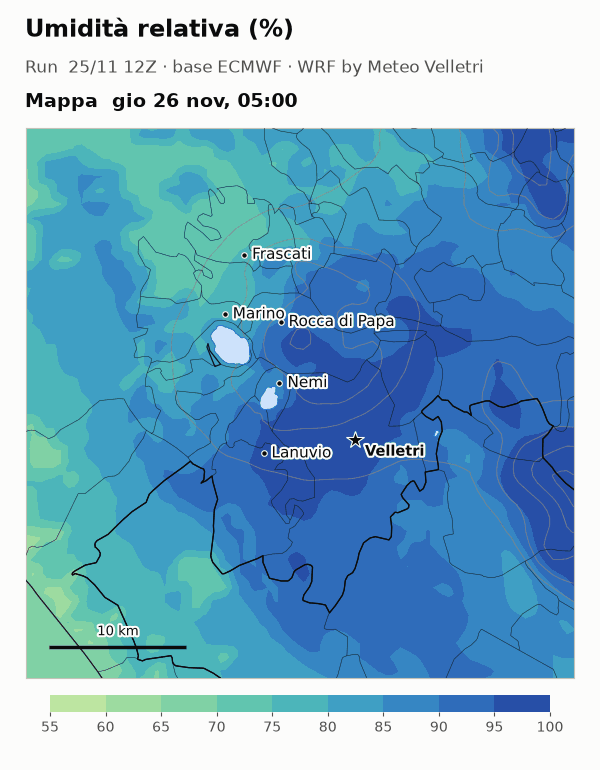 Umidità relativa (%)
Run  25/11 12Z · base ECMWF · WRF by Meteo Velletri
Mappa  gio 26 nov, 05:00
Frascati
Marino
Rocca di Papa
Nemi
Velletri
Lanuvio
10 km
55 60 65 70 75 80 85 90 95 100